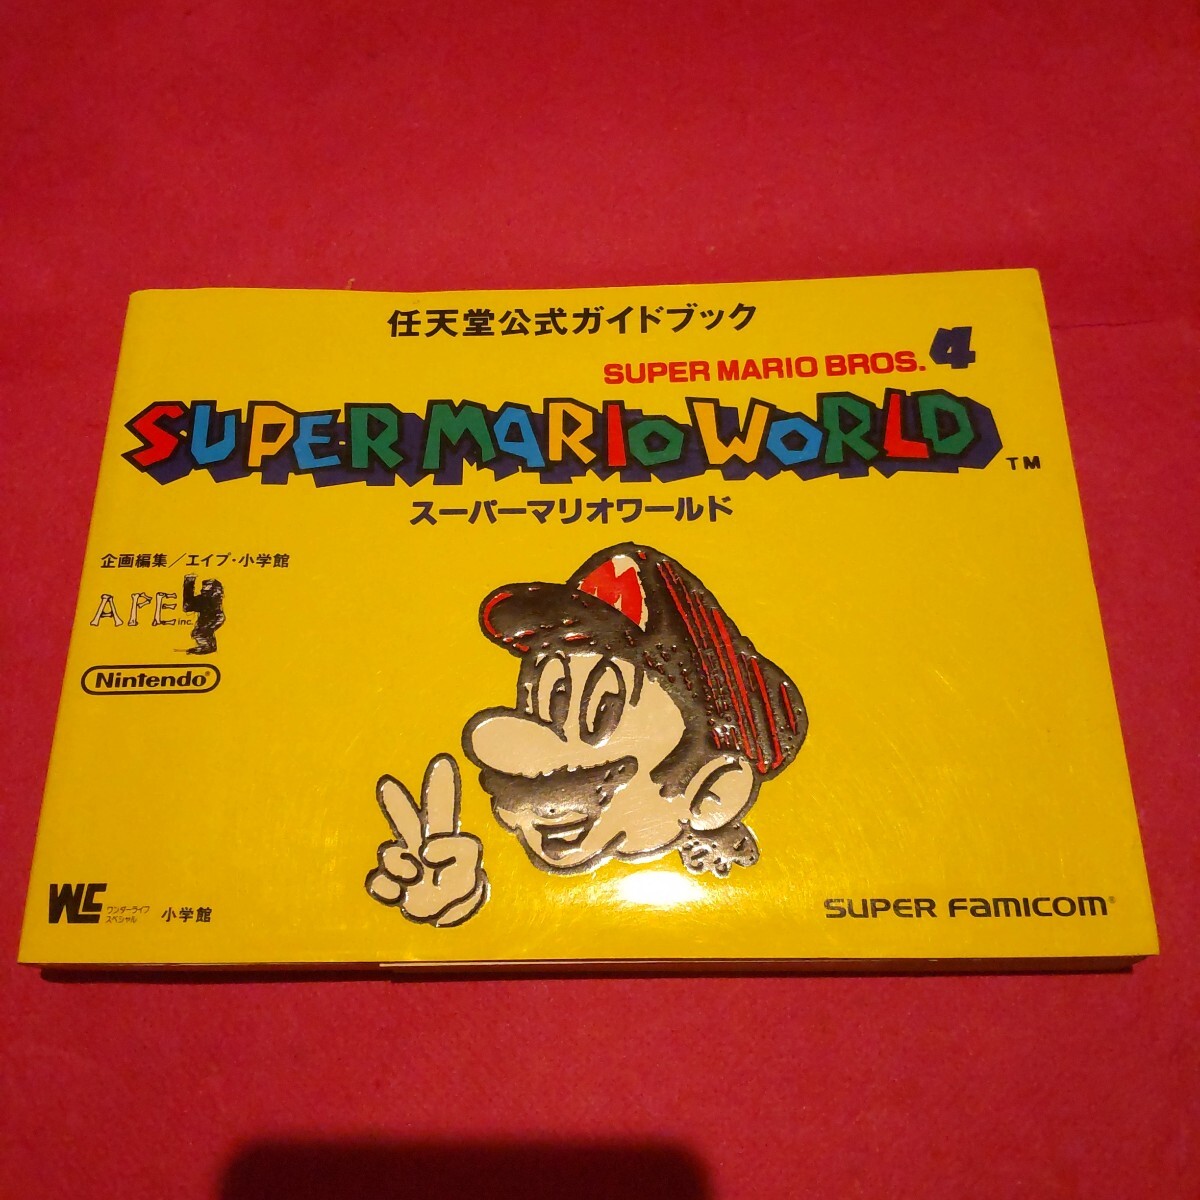 任天堂公式ガイドブック
SUPER MARIO BROS. 4
SUPER MARIO WORLD TM
スーパーマリオワールド
企画編集/エイプ・小学館
APE inc.
Nintendo®
M
WLC ワンダーライフ
スペシャル 小学館
SUPER FAMICOM®